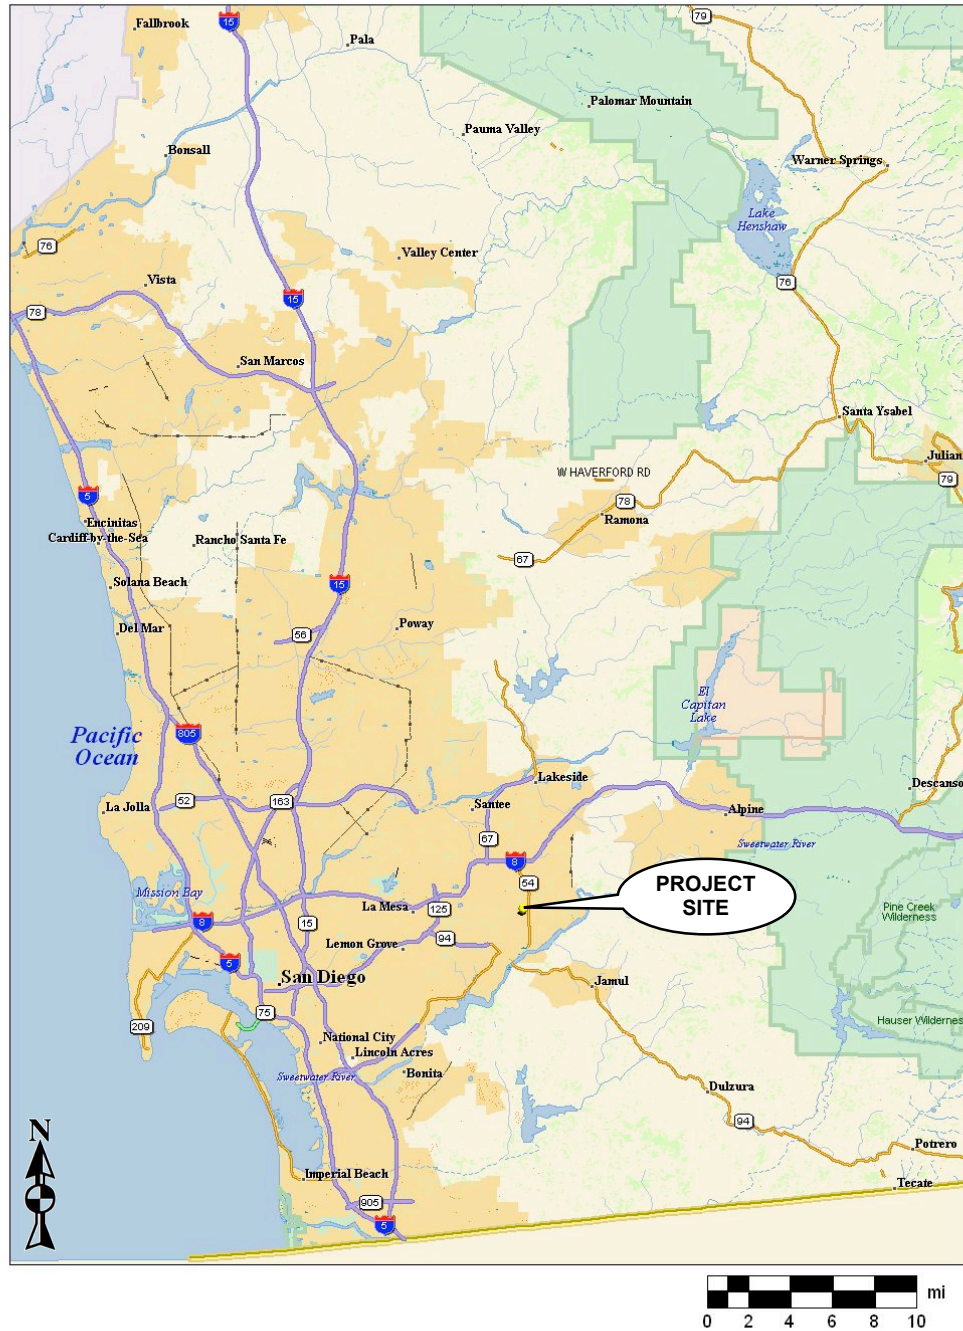 Fallbrook
15
79
Pala
Palomar Mountain
Pauma Valley
Bonsall
Warner Springs
Lake
Henshaw
76
Valley Center
Vista
76
15
78
San Marcos
Santa Ysabel
Julian
W HAVERFORD RD
79
5
78
Encinitas
Ramona
Cardiff-by-the-Sea
Rancho Santa Fe
67
Solana Beach
15
Del Mar
56
Poway
El
Capitan
Lake
Pacific
Ocean
805
Lakeside
Descanso
52
163
La Jolla
Santee
Alpine
67
Sweetwater River
8
54
PROJECT
SITE
Mission Bay
La Mesa
125
Pine Creek
Wilderness
8
15
94
Lemon Grove
5
San Diego
Jamul
75
209
Hauser Wilderness
National City
Lincoln Acres
Sweetwater River
Bonita
Dulzura
94
N
Potrero
Imperial Beach
Tecate
905
5
mi
0 2 4 6 8 10